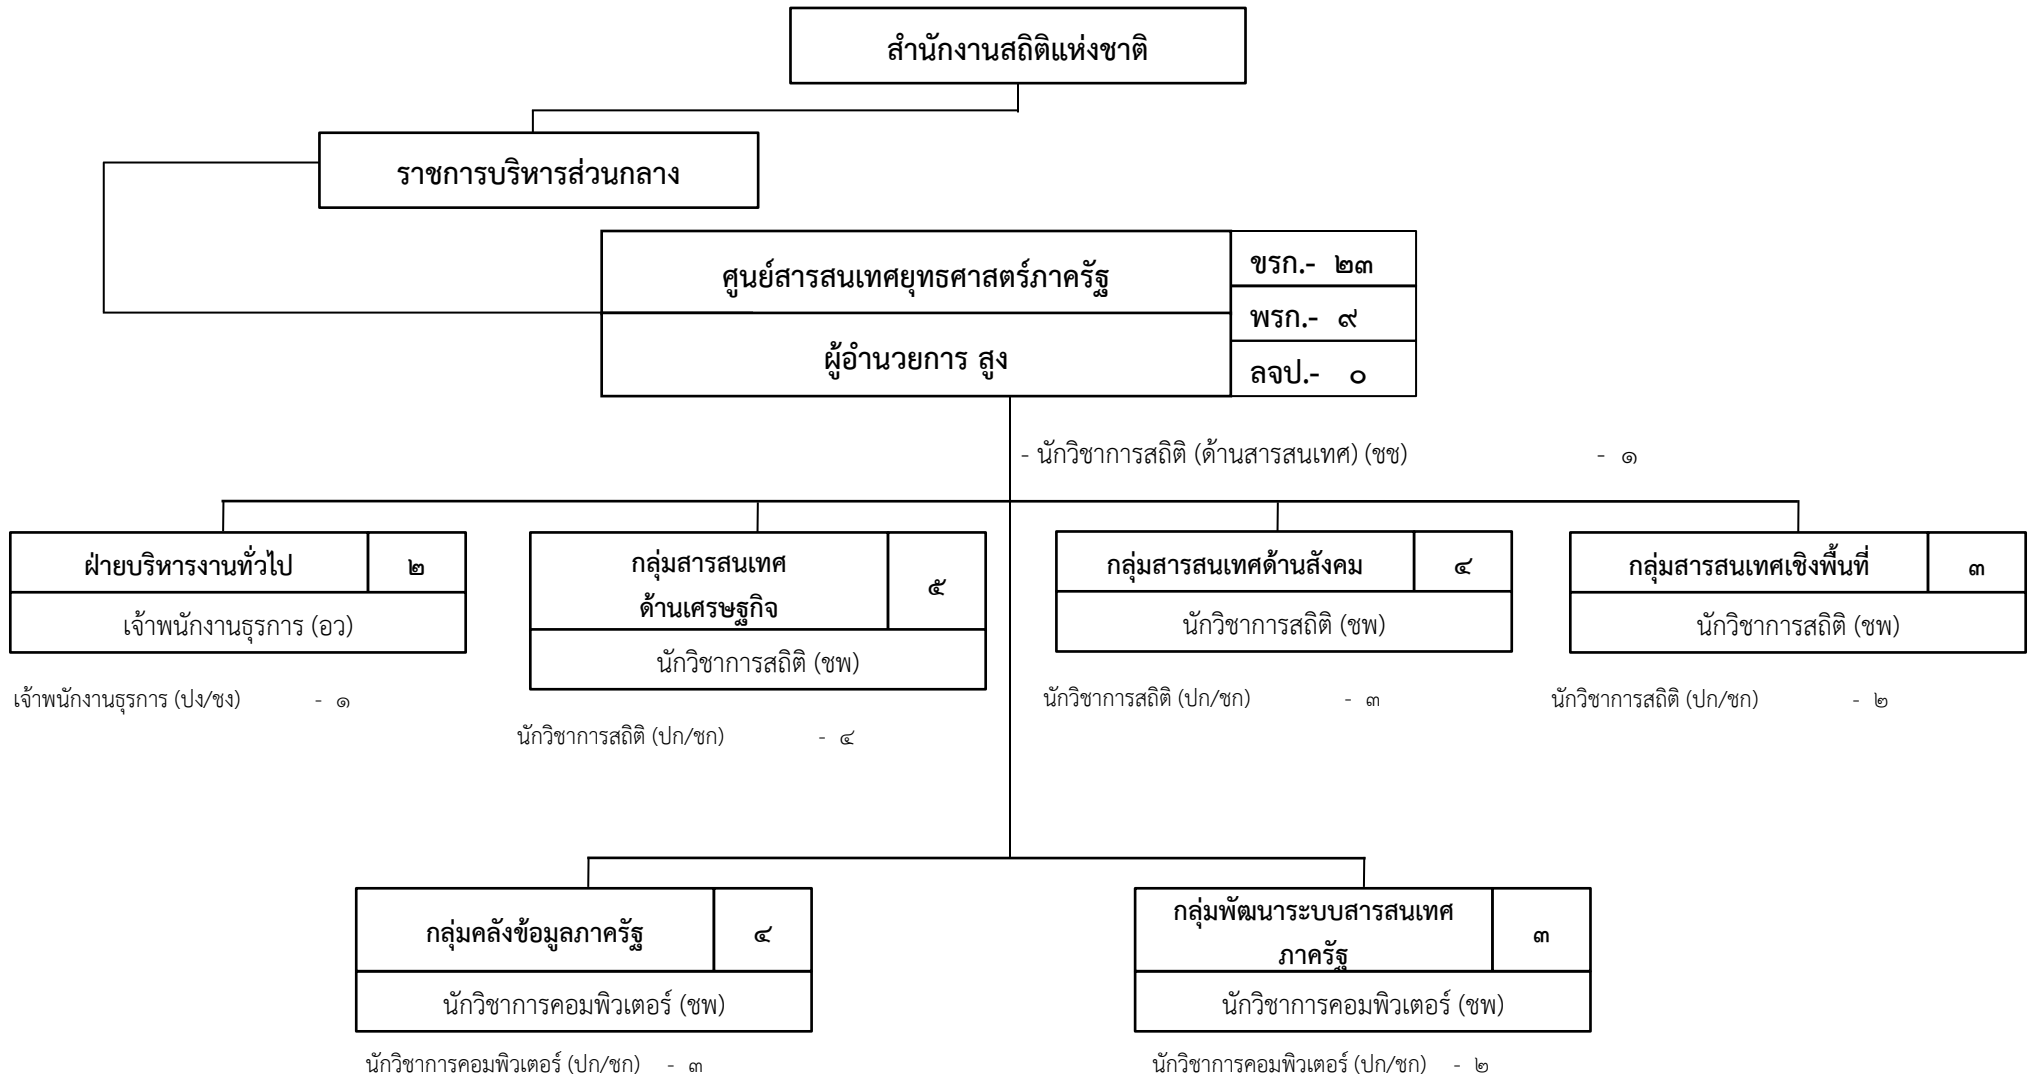 สำนักงานสถิติแห่งชาติ
ราชการบริหารส่วนกลาง
ศูนย์สารสนเทศยุทธศาสตร์ภาครัฐ
ผู้อำนวยการ สูง
ขรก.- ๒๓
พรก.- ๙
ลจป.- ๐
- นักวิชาการสถิติ (ด้านสารสนเทศ) (ชช) - ๑
ฝ่ายบริหารงานทั่วไป ๒
เจ้าพนักงานธุรการ (อว)
เจ้าพนักงานธุรการ (ปง/ชง) - ๑
กลุ่มสารสนเทศ
ด้านเศรษฐกิจ ๕
นักวิชาการสถิติ (ชพ)
นักวิชาการสถิติ (ปก/ชก) - ๔
กลุ่มสารสนเทศด้านสังคม ๔
นักวิชาการสถิติ (ชพ)
นักวิชาการสถิติ (ปก/ชก) - ๓
กลุ่มสารสนเทศเชิงพื้นที่ ๓
นักวิชาการสถิติ (ชพ)
นักวิชาการสถิติ (ปก/ชก) - ๒
กลุ่มคลังข้อมูลภาครัฐ ๔
นักวิชาการคอมพิวเตอร์ (ชพ)
นักวิชาการคอมพิวเตอร์ (ปก/ชก) - ๓
กลุ่มพัฒนาระบบสารสนเทศ
ภาครัฐ ๓
นักวิชาการคอมพิวเตอร์ (ชพ)
นักวิชาการคอมพิวเตอร์ (ปก/ชก) - ๒